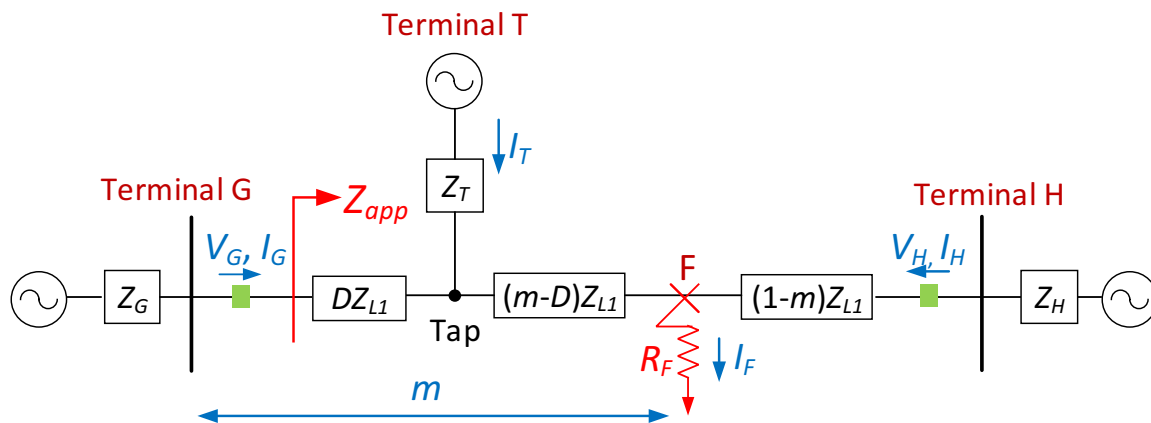 Terminal T
I_T
Z_T
Terminal G
Z_app
Terminal H
V_G, I_G
V_H, I_H
Z_G
DZ_L1
(m-D)Z_L1
F
(1-m)Z_L1
Z_H
Tap
R_F
I_F
m